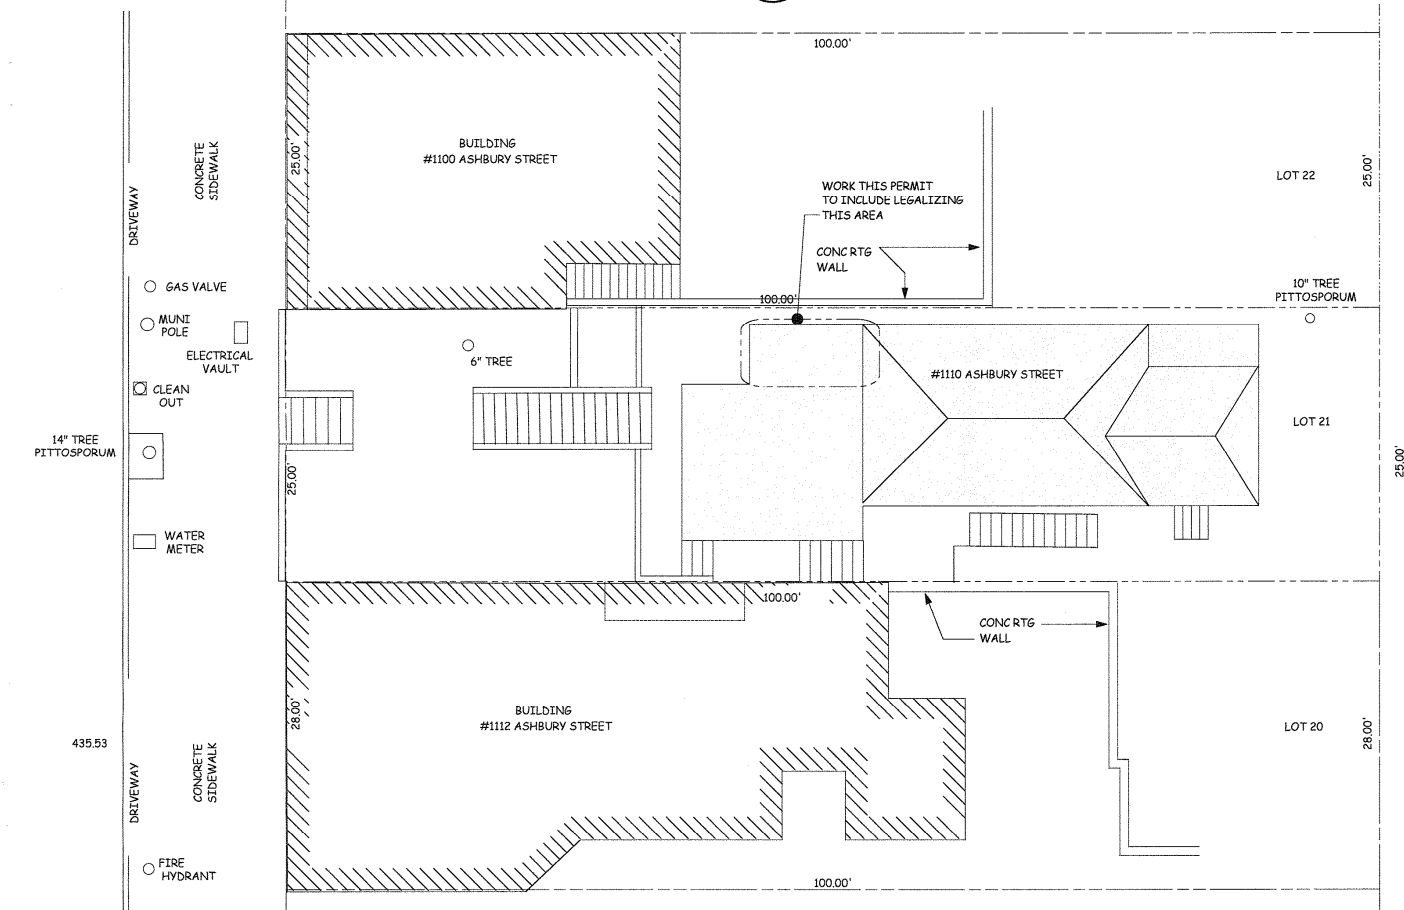 100.00'
BUILDING
#1100 ASHBURY STREET
25.00'
CONCRETE
SIDEWALK
DRIVEWAY
WORK THIS PERMIT
TO INCLUDE LEGALIZING
THIS AREA
CONC RTG
WALL
LOT 22
25.00'
GAS VALVE
MUNI
POLE
ELECTRICAL
VAULT
CLEAN
OUT
6" TREE
100.00'
10" TREE
PITTOSPORUM
#1110 ASHBURY STREET
LOT 21
14" TREE
PITTOSPORUM
25.00'
25.00'
WATER
METER
100.00'
CONC RTG
WALL
BUILDING
#1112 ASHBURY STREET
28.00'
LOT 20
28.00'
435.53
CONCRETE
SIDEWALK
DRIVEWAY
FIRE
HYDRANT
100.00'